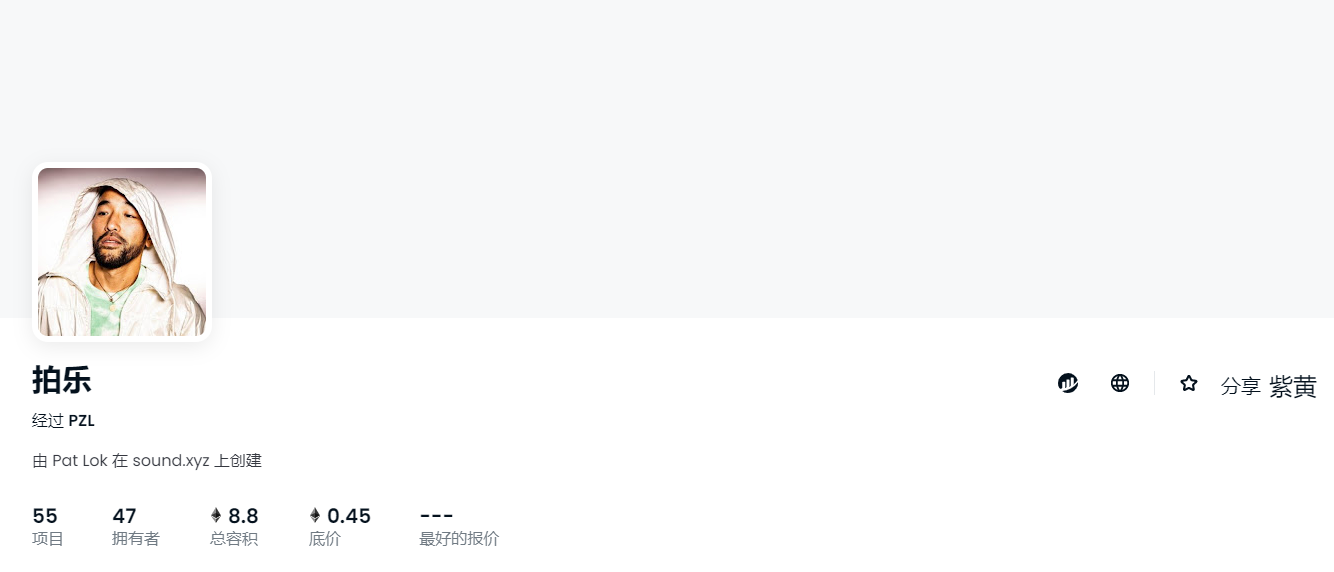 拍乐
分享 紫黄
经过 PZL
由 Pat Lok 在 sound.xyz 上创建
55 47 8.8 0.45 ---
项目 拥有者 总容积 底价 最好的报价